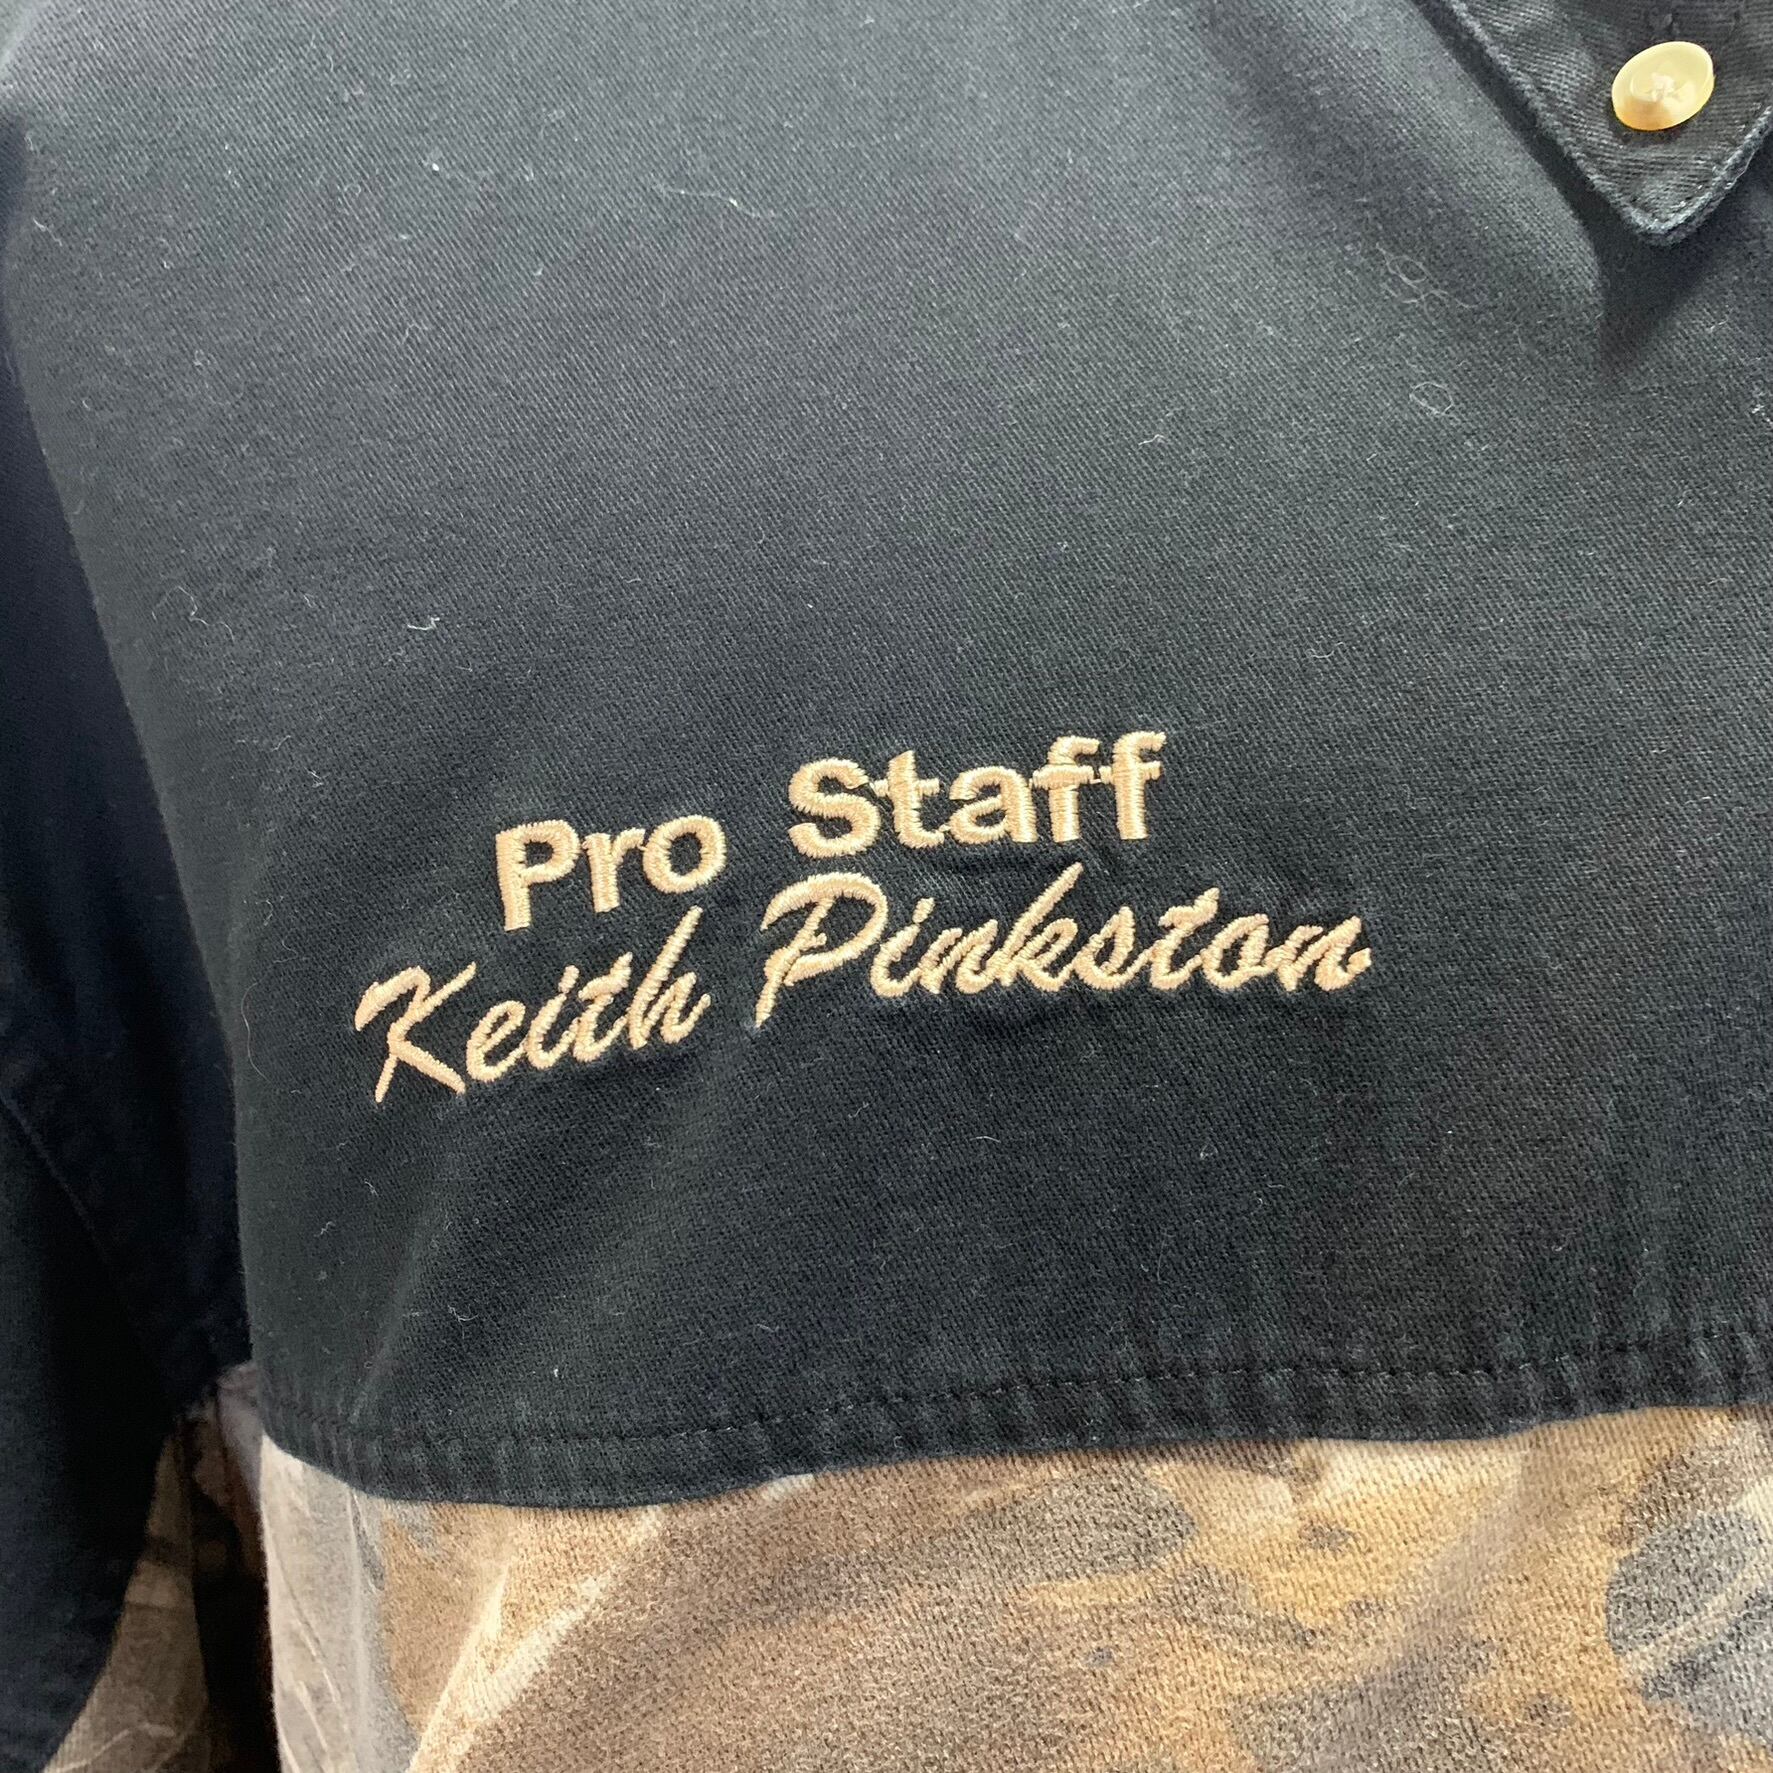 Pro Staff
Keith Pinkston